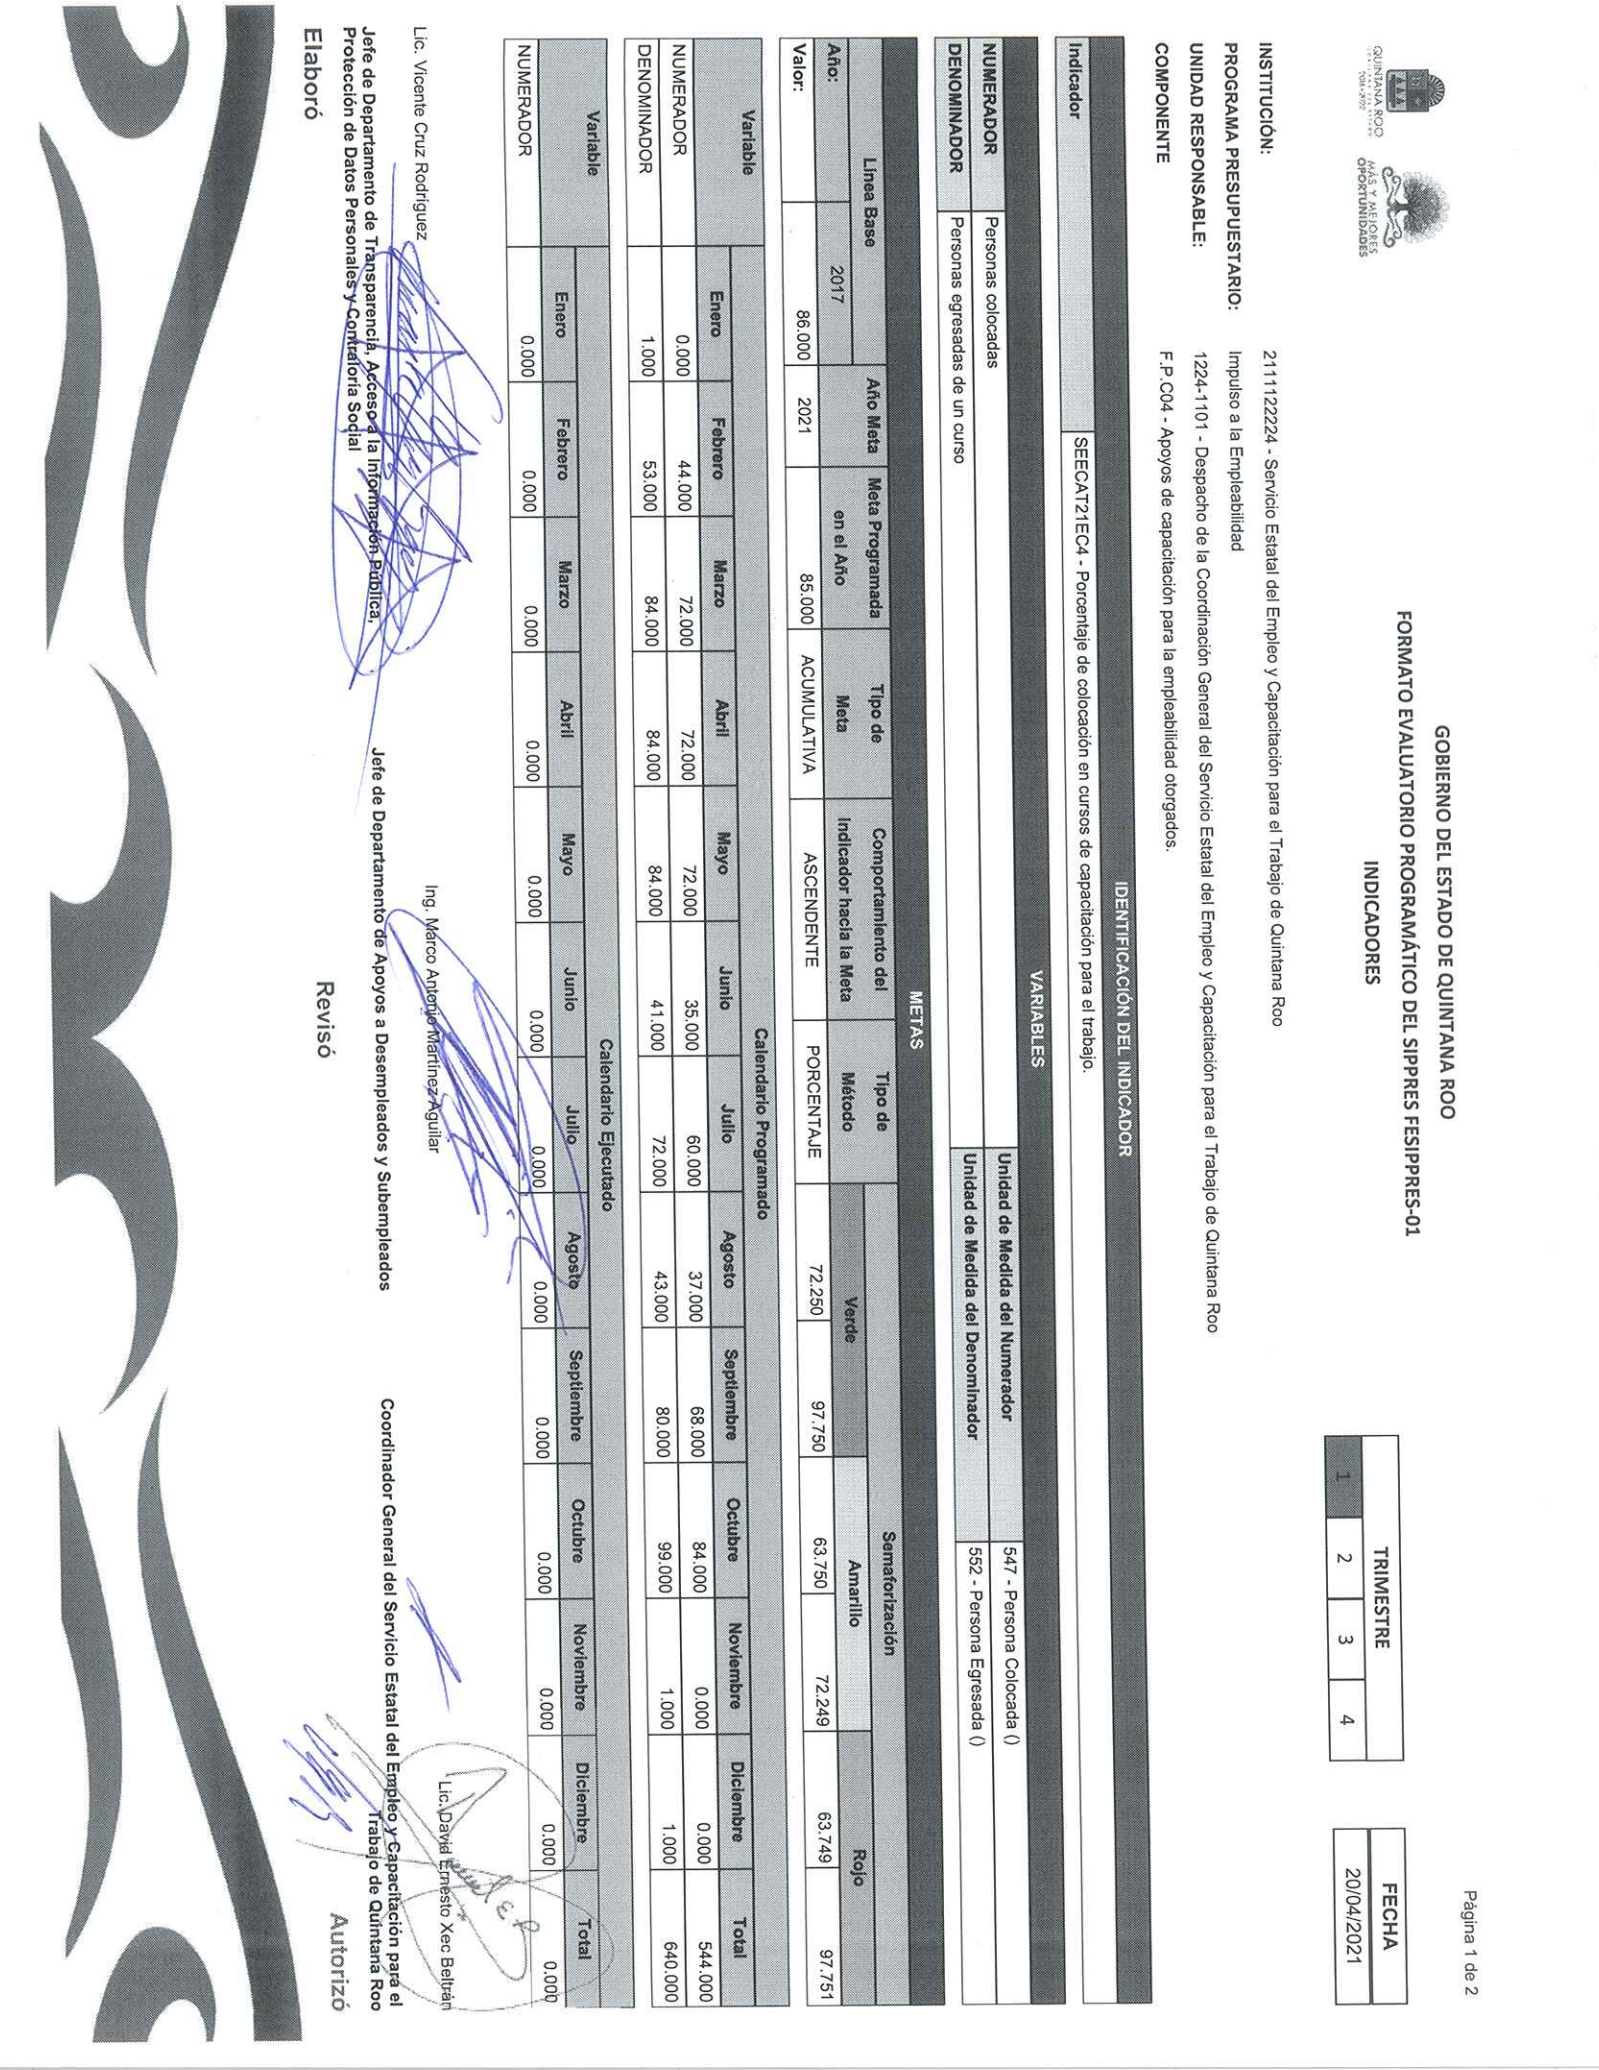 Página 1 de 2
QUINTANA ROO
2016 • 2022
MÁS Y MEJORES
OPORTUNIDADES
GOBIERNO DEL ESTADO DE QUINTANA ROO
FORMATO EVALUATORIO PROGRAMÁTICO DEL SIPPRES FESIPPRES-01
INDICADORES
TRIMESTRE
1 2 3 4
FECHA
20/04/2021
INSTITUCIÓN: 2111122224 - Servicio Estatal del Empleo y Capacitación para el Trabajo de Quintana Roo
PROGRAMA PRESUPUESTARIO: Impulso a la Empleabilidad
UNIDAD RESPONSABLE: 1224-1101 - Despacho de la Coordinación General del Servicio Estatal del Empleo y Capacitación para el Trabajo de Quintana Roo
COMPONENTE F.P.C04 - Apoyos de capacitación para la empleabilidad otorgados.
IDENTIFICACIÓN DEL INDICADOR
Indicador SEECAT21EC4 - Porcentaje de colocación en cursos de capacitación para el trabajo.
VARIABLES
NUMERADOR Personas colocadas Unidad de Medida del Numerador 547 - Persona Colocada ()
DENOMINADOR Personas egresadas de un curso Unidad de Medida del Denominador 552 - Persona Egresada ()
METAS
Linea Base Año Meta Meta Programada en el Año Tipo de Meta Comportamiento del Indicador hacia la Meta Tipo de Método Semaforización
Año: 2017 Verde Amarillo Rojo
Valor: 86.000 2021 85.000 ACUMULATIVA ASCENDENTE PORCENTAJE 72.250 97.750 63.750 72.249 63.749 97.751
Variable Calendario Programado
Enero Febrero Marzo Abril Mayo Junio Julio Agosto Septiembre Octubre Noviembre Diciembre Total
NUMERADOR 0.000 44.000 72.000 72.000 72.000 35.000 60.000 37.000 68.000 84.000 0.000 0.000 544.000
DENOMINADOR 1.000 53.000 84.000 84.000 84.000 41.000 72.000 43.000 80.000 99.000 1.000 1.000 640.000
Variable Calendario Ejecutado
Enero Febrero Marzo Abril Mayo Junio Julio Agosto Septiembre Octubre Noviembre Diciembre Total
NUMERADOR 0.000 0.000 0.000 0.000 0.000 0.000 0.000 0.000 0.000 0.000 0.000 0.000 0.000
Lic. Vicente Cruz Rodríguez
Jefe de Departamento de Transparencia, Acceso a la Información Pública,
Protección de Datos Personales y Contraloría Social
Elaboró
Ing. Marco Antonio Martínez Aguilar
Jefe de Departamento de Apoyos a Desempleados y Subempleados
Revisó
Lic. David Ernesto Xec Beltrán
Coordinador General del Servicio Estatal del Empleo y Capacitación para el
Trabajo de Quintana Roo
Autorizó